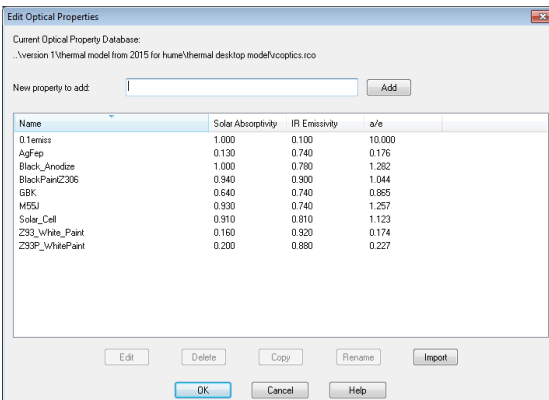 Edit Optical Properties
Current Optical Property Database:
..\version 1\thermal model from 2015 for hume\thermal desktop model\rcoptics.rco
New property to add:
Add
Name Solar Absorptivity IR Emissivity a/e
0.1emiss 1.000 0.100 10.000
AgFep 0.130 0.740 0.176
Black_Anodize 1.000 0.780 1.282
BlackPaintZ306 0.940 0.900 1.044
GBK 0.640 0.740 0.865
M55J 0.930 0.740 1.257
Solar_Cell 0.910 0.810 1.123
Z93_White_Paint 0.160 0.920 0.174
Z93P_WhitePaint 0.200 0.880 0.227
Edit Delete Copy Rename Import
OK Cancel Help